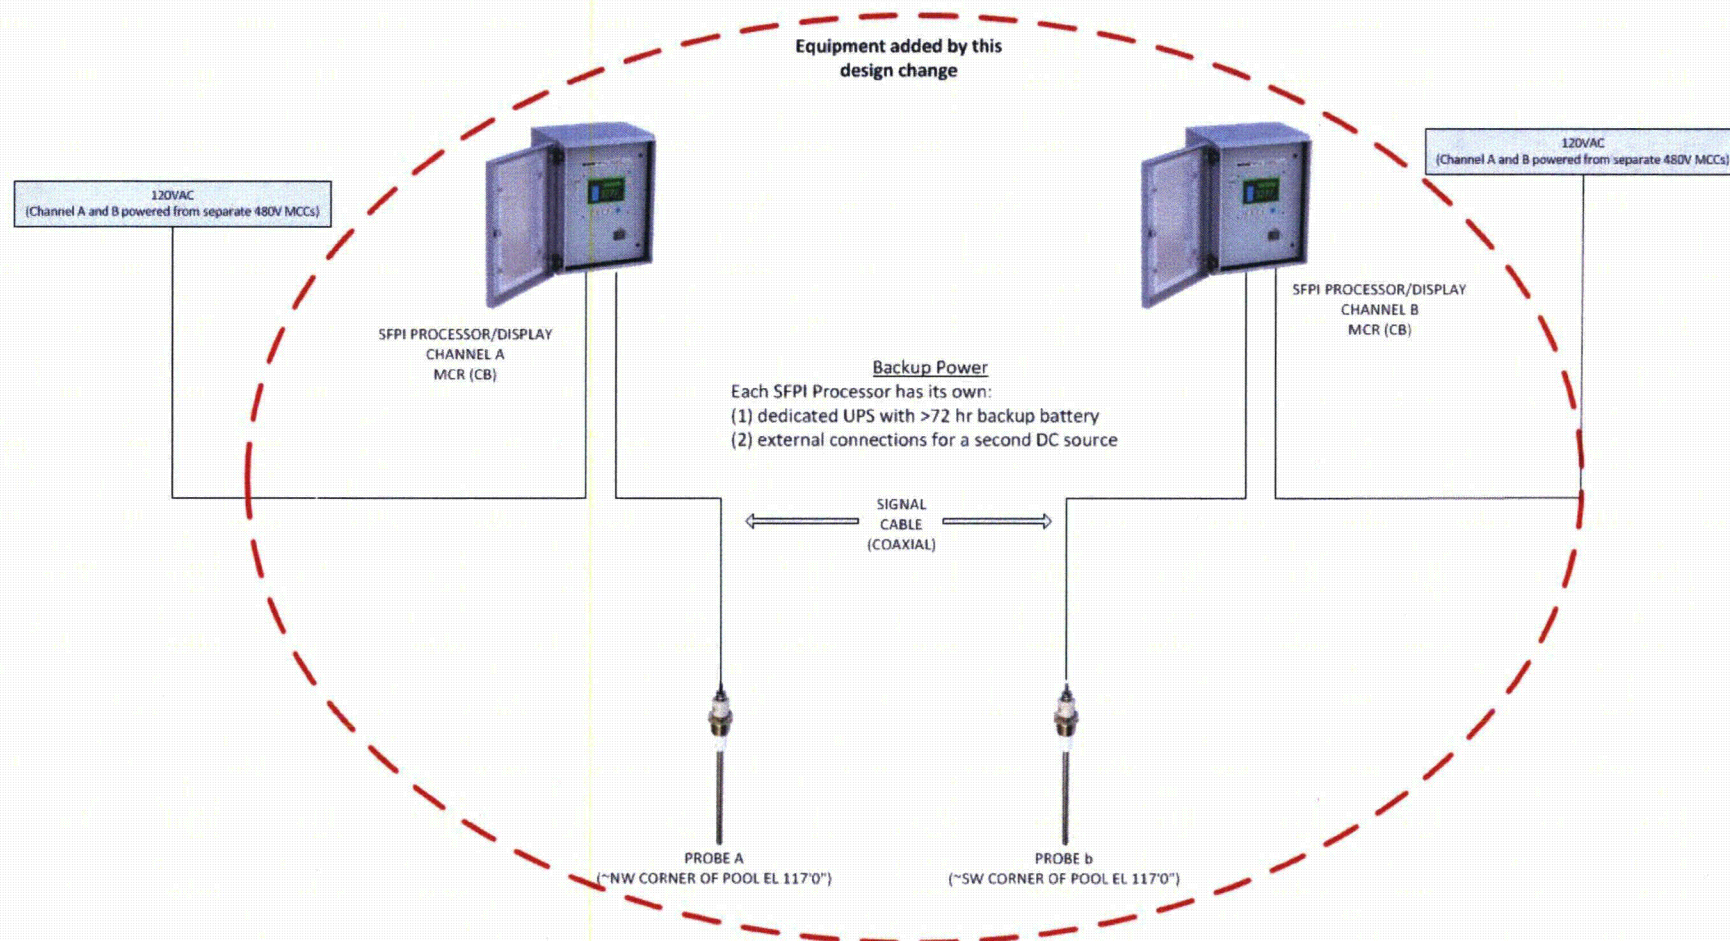 Equipment added by this
design change
120VAC
(Channel A and B powered from separate 480V MCCs)
120VAC
(Channel A and B powered from separate 480V MCCs)
SFPI PROCESSOR/DISPLAY
CHANNEL A
MCR (CB)
SFPI PROCESSOR/DISPLAY
CHANNEL B
MCR (CB)
Backup Power
Each SFPI Processor has its own:
(1) dedicated UPS with >72 hr backup battery
(2) external connections for a second DC source
SIGNAL
CABLE
(COAXIAL)
PROBE A
(~NW CORNER OF POOL EL 117'0")
PROBE b
(~SW CORNER OF POOL EL 117'0")